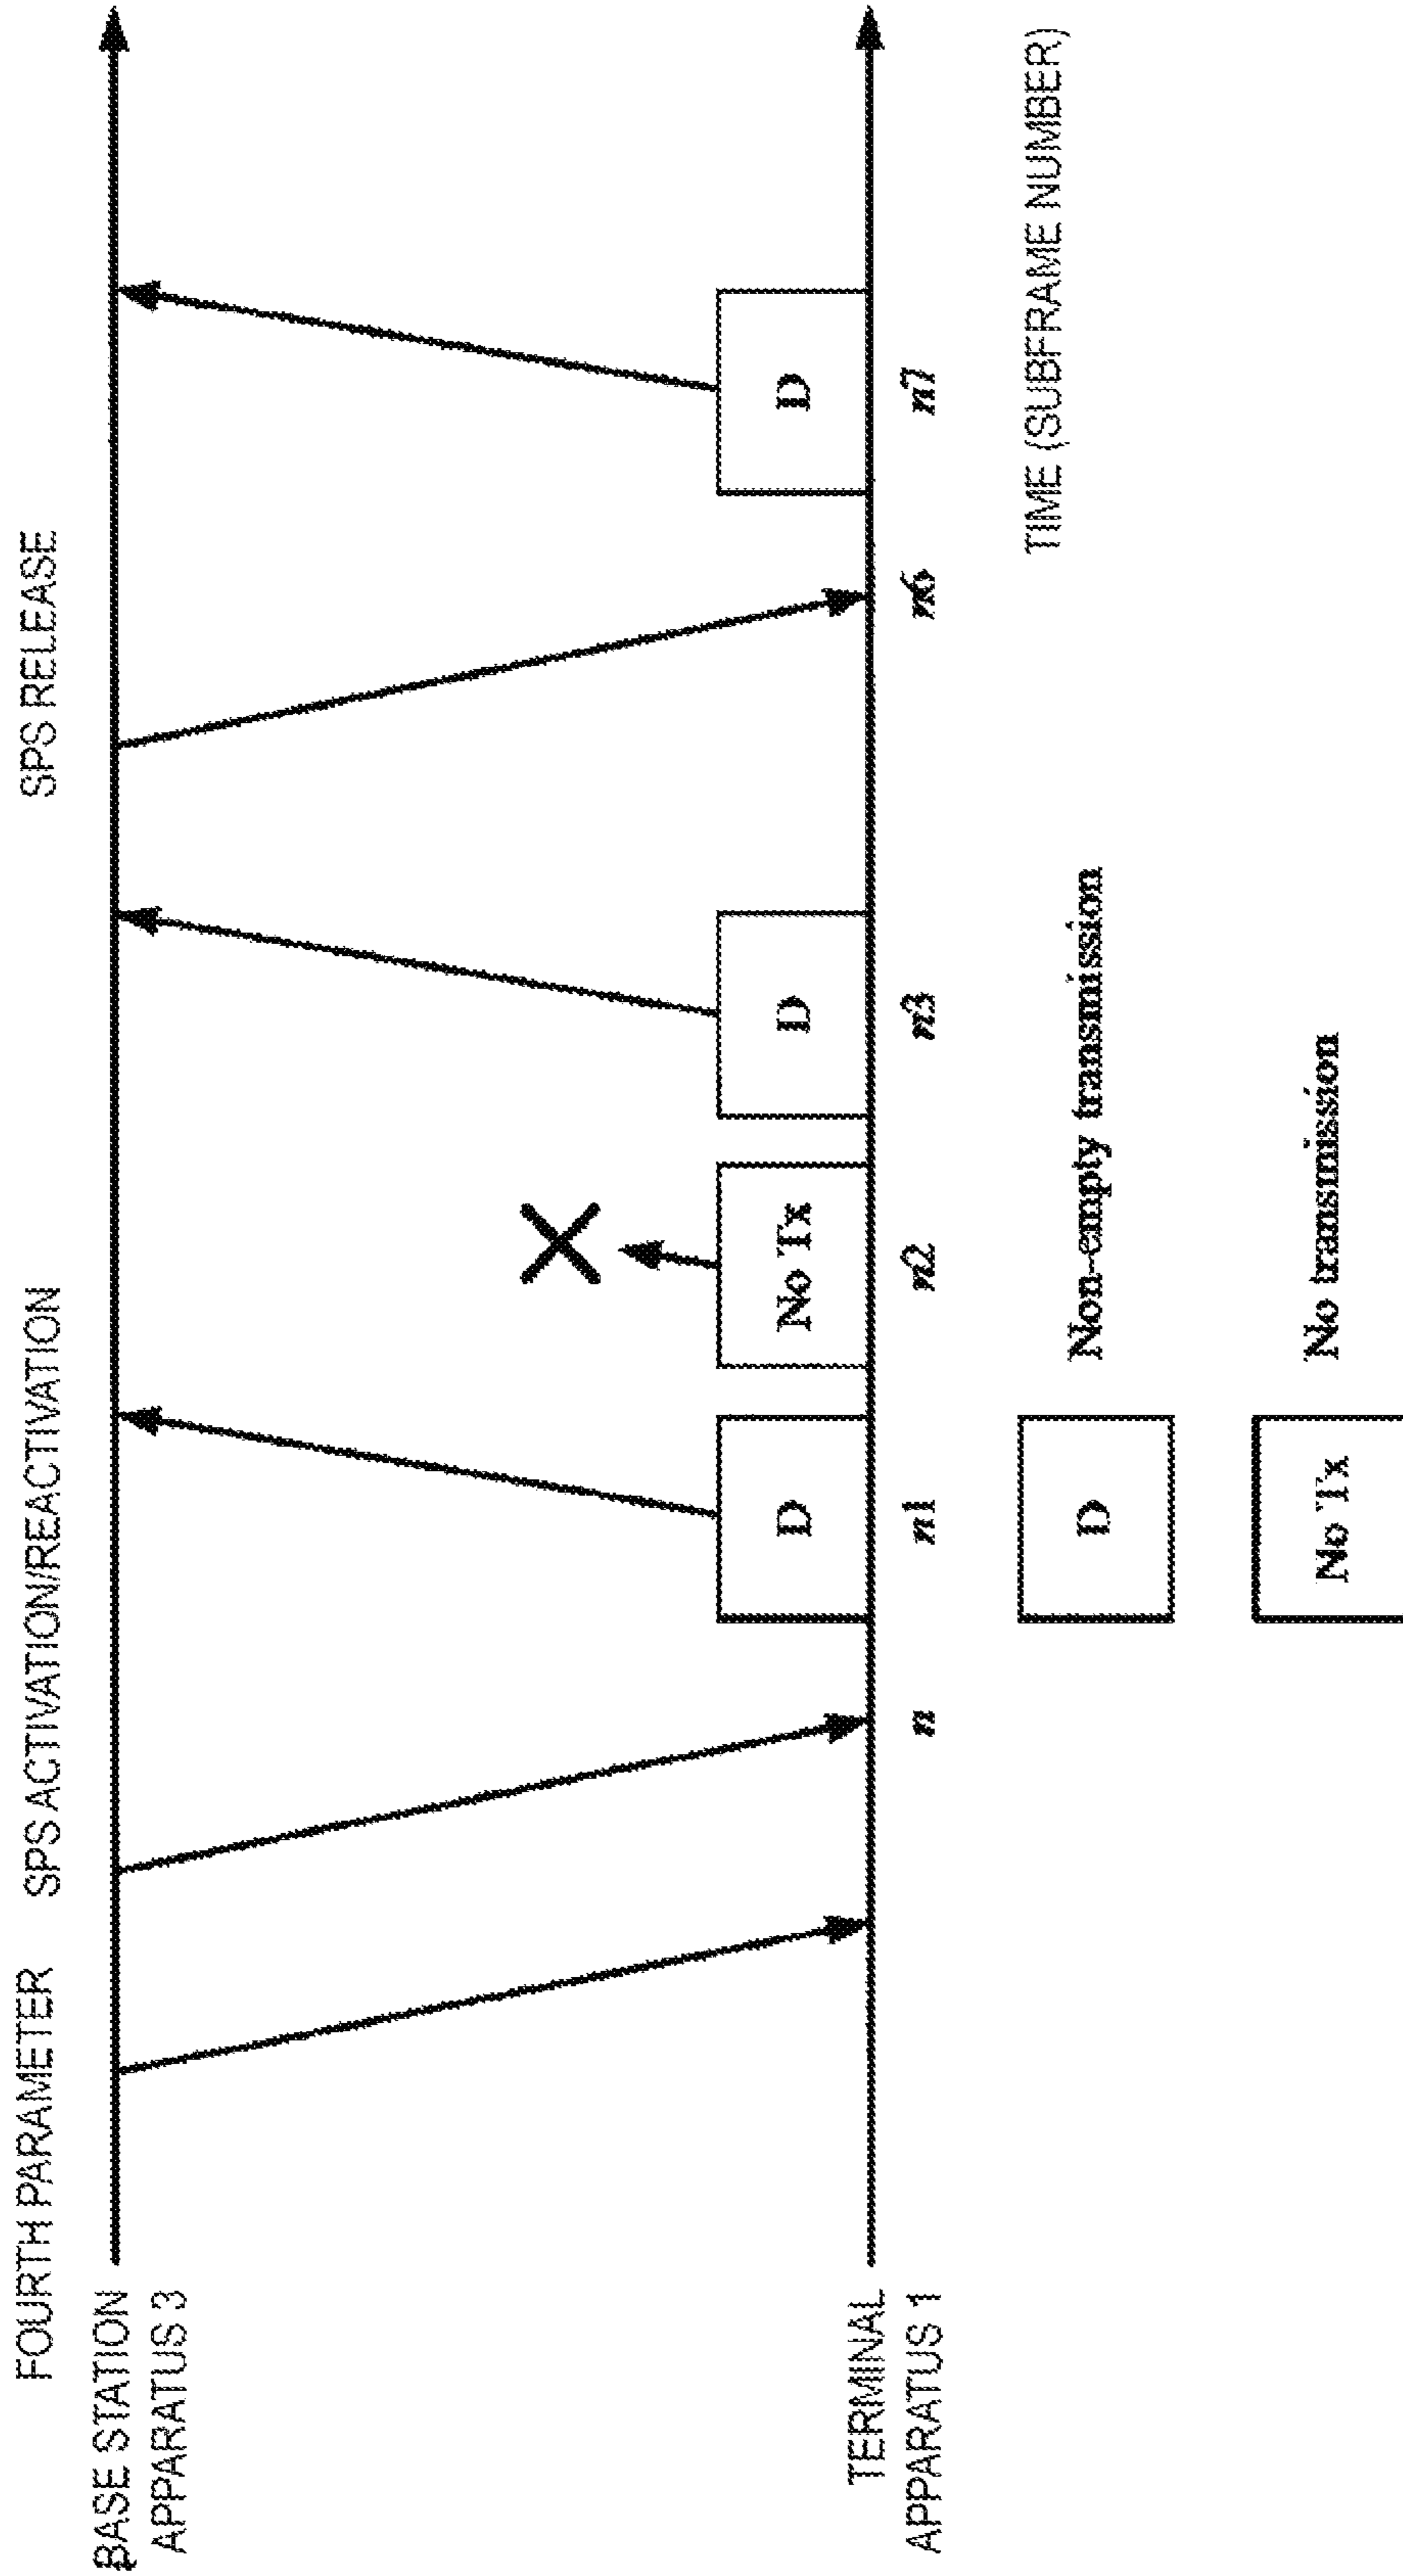 FOURTH PARAMETER
SPS ACTIVATION/REACTIVATION
SPS RELEASE
BASE STATION
APPARATUS 3
TERMINAL
APPARATUS 1
D
No Tx
D
D
n
n1
n2
n3
n6
n7
TIME (SUBFRAME NUMBER)
D
Non-empty transmission
No Tx
No transmission